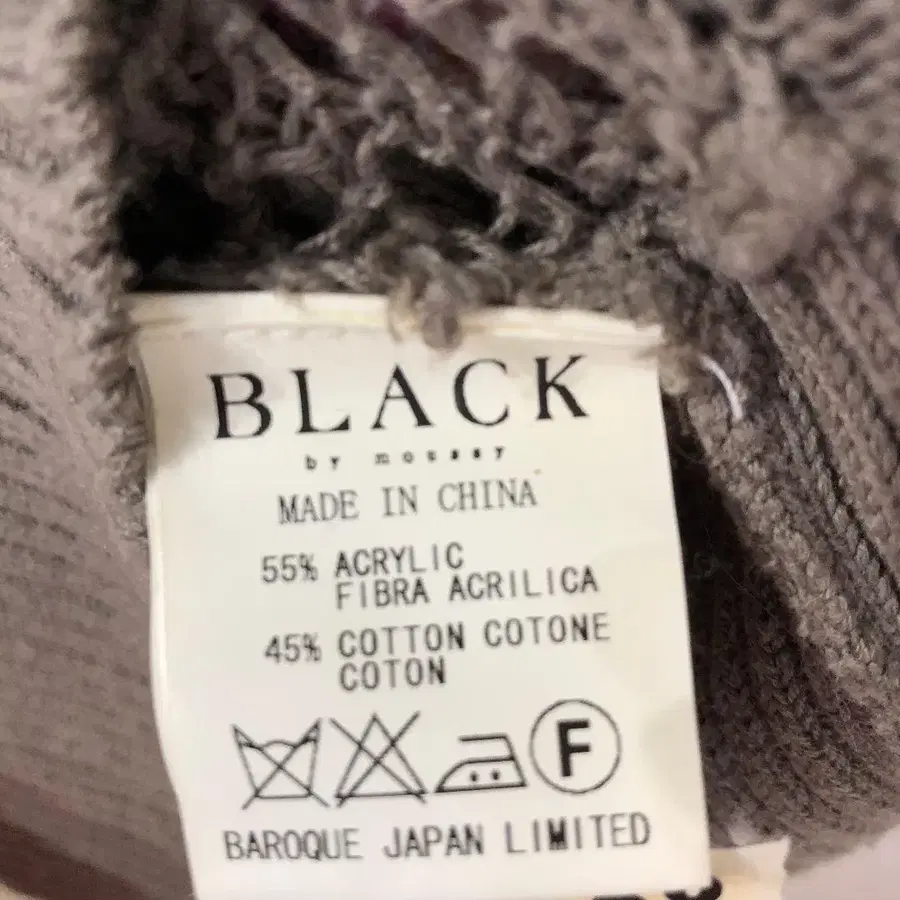 BLACK
by moussy
MADE IN CHINA
55% ACRYLIC
FIBRA ACRILICA
45% COTTON COTONE
COTON
F
BAROQUE JAPAN LIMITED